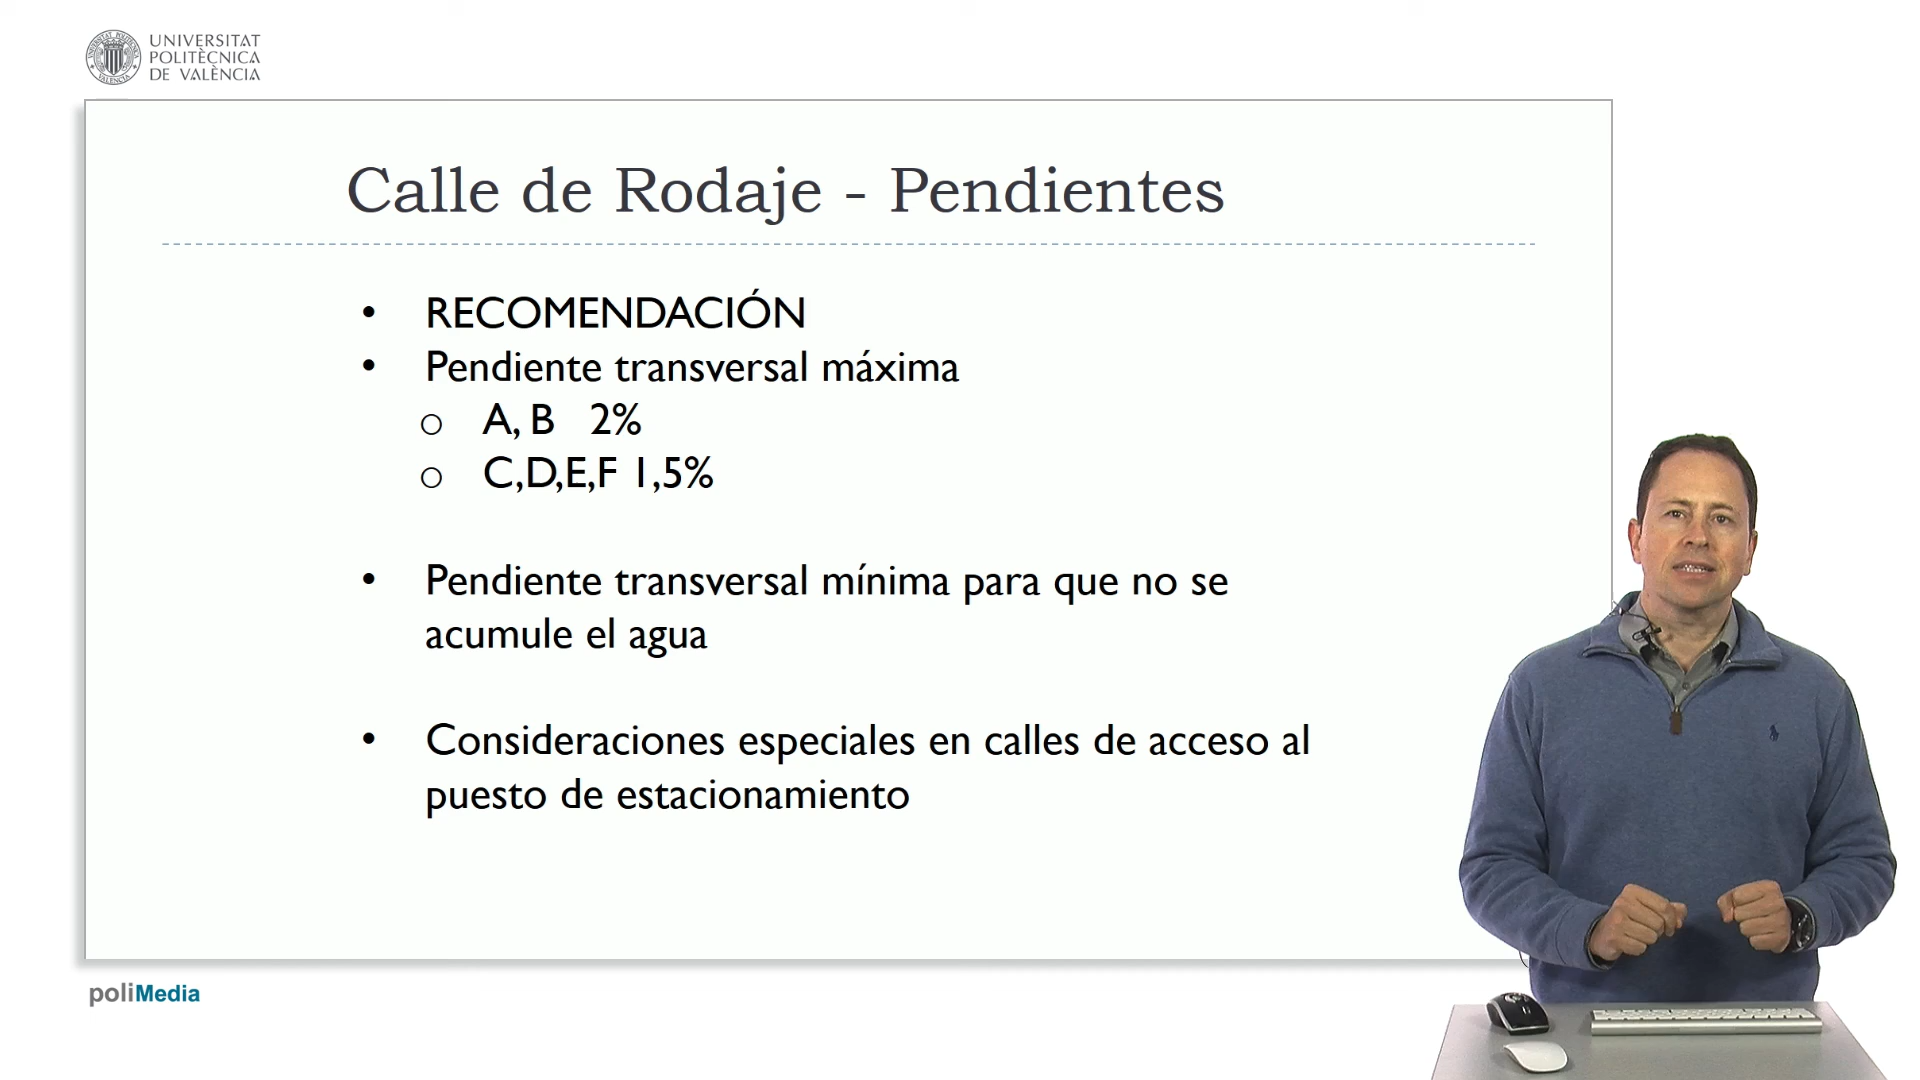 UNIVERSITAT
POLITÈCNICA
DE VALÈNCIA
Calle de Rodaje - Pendientes
• RECOMENDACIÓN
• Pendiente transversal máxima
o A, B 2%
o C,D,E,F 1,5%
• Pendiente transversal mínima para que no se
acumule el agua
• Consideraciones especiales en calles de acceso al
puesto de estacionamiento
poliMedia